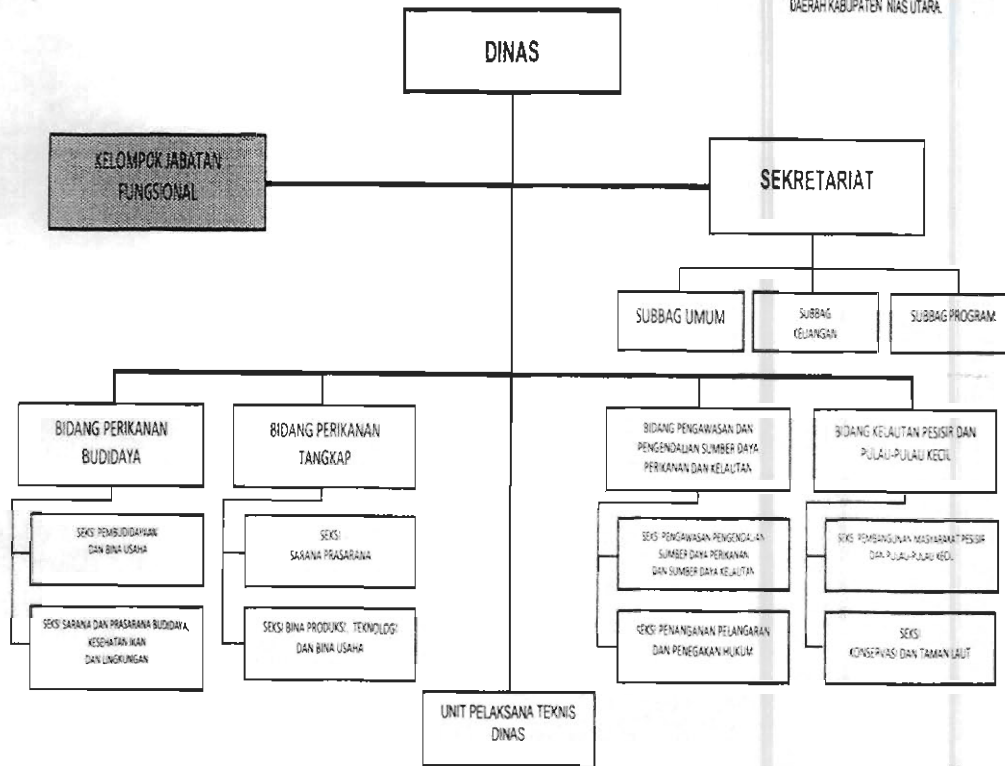 DAERAH KABUPATEN NIAS UTARA.
DINAS
KELOMPOK JABATAN
FUNGSIONAL
SEKRETARIAT
SUBBAG UMUM
SUBBAG
KEUANGAN
SUBBAG PROGRAM
BIDANG PERIKANAN
BUDIDAYA
BIDANG PERIKANAN
TANGKAP
BIDANG PENGAWASAN DAN
PENGENDALIAN SUMBER DAYA
PERIKANAN DAN KELAUTAN
BIDANG KELAUTAN PESISIR DAN
PULAU-PULAU KECIL
SEKSI PEMBUDIDAYAAN
DAN BINA USAHA
SEKSI
SARANA PRASARANA
SEKSI PENGAWASAN PENGENDALIAN
SUMBER DAYA PERIKANAN
DAN SUMBER DAYA KELAUTAN
SEKSI PEMBANGUNAN MASYARAKAT PESISIR
DAN PULAU-PULAU KECIL
SEKSI SARANA DAN PRASARANA BUDIDAYA,
KESEHATAN IKAN
DAN LINGKUNGAN
SEKSI BINA PRODUKSI, TEKNOLOGI
DAN BINA USAHA
SEKSI PENANGANAN PELANGARAN
DAN PENEGAKAN HUKUM
SEKSI
KONSERVASI DAN TAMAN LAUT
UNIT PELAKSANA TEKNIS
DINAS